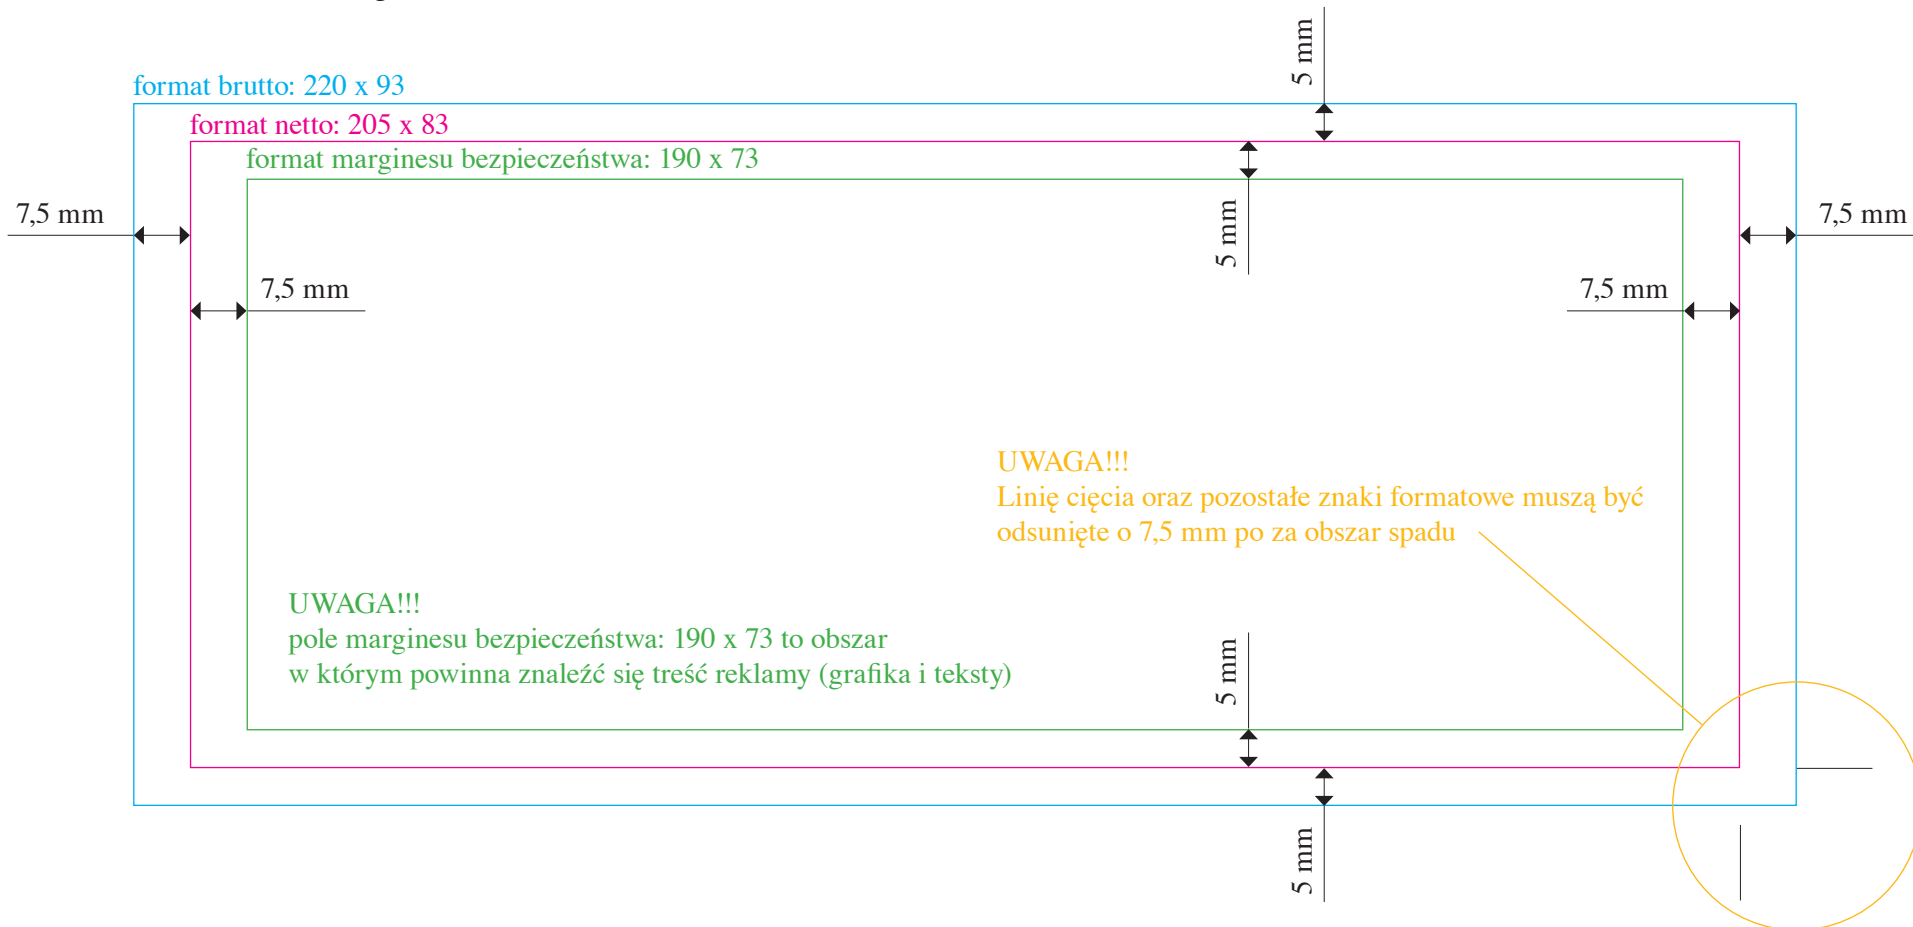 5 mm
format brutto: 220 x 93
format netto: 205 x 83
format marginesu bezpieczeństwa: 190 x 73
7,5 mm
7,5 mm
5 mm
7,5 mm
7,5 mm
UWAGA!!!
Linię cięcia oraz pozostałe znaki formatowe muszą być
odsunięte o 7,5 mm po za obszar spadu
UWAGA!!!
pole marginesu bezpieczeństwa: 190 x 73 to obszar
w którym powinna znaleźć się treść reklamy (grafika i teksty)
5 mm
5 mm